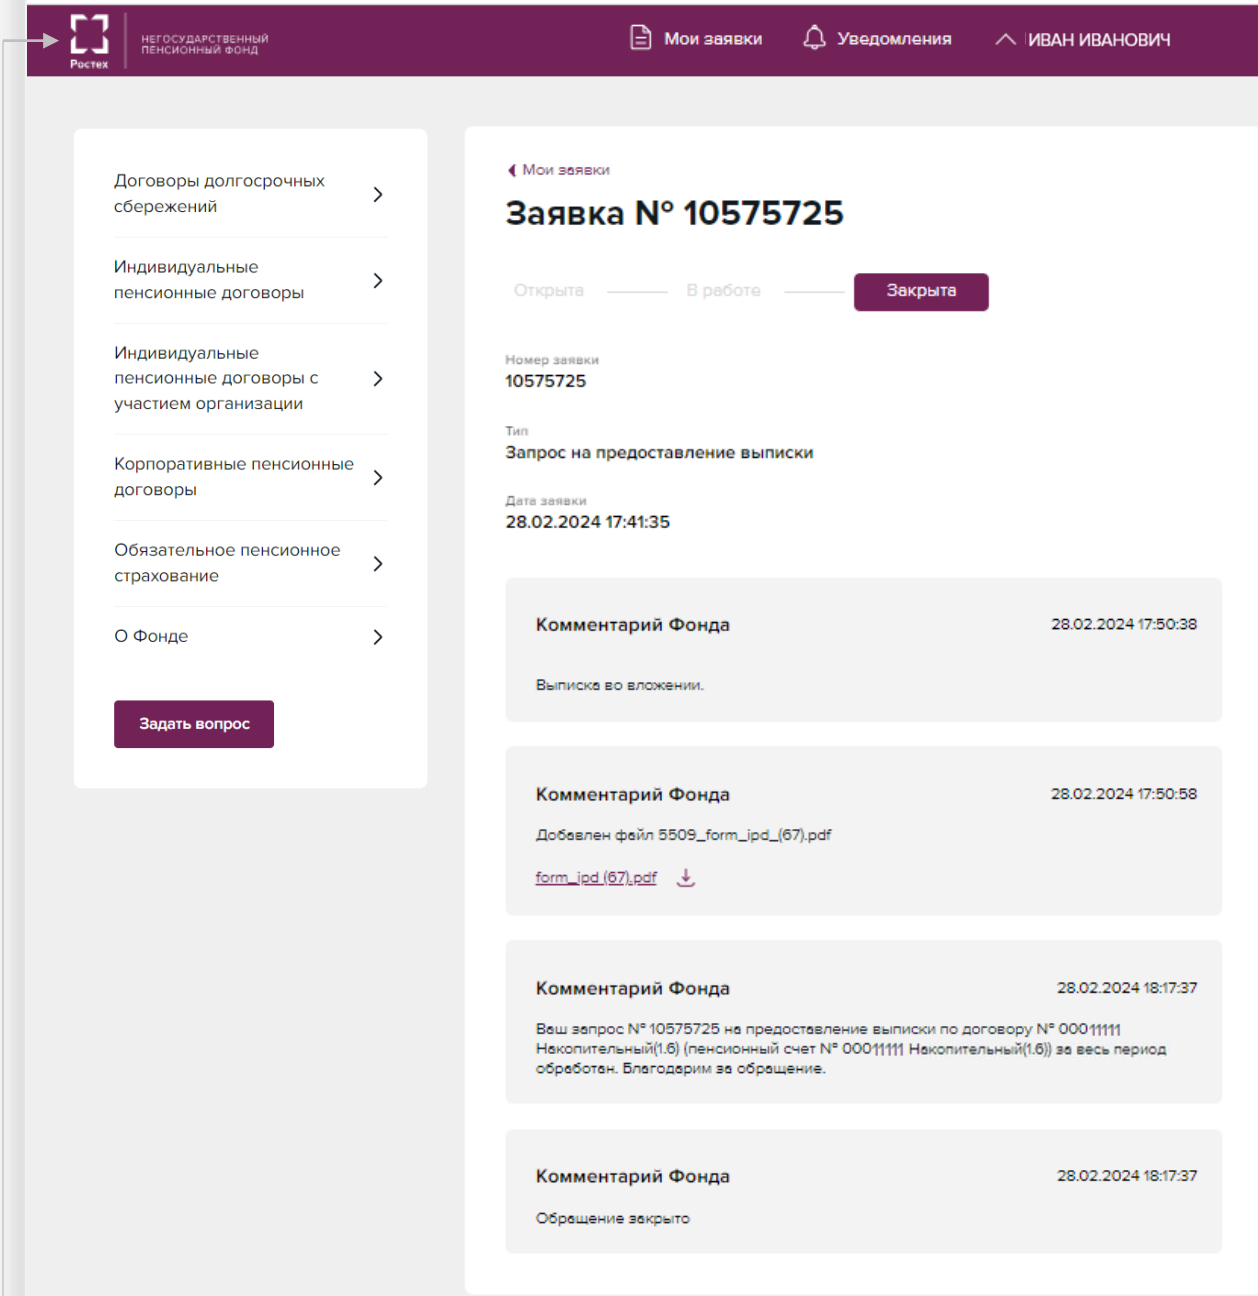 Ростех
НЕГОСУДАРСТВЕННЫЙ
ПЕНСИОННЫЙ ФОНД
Мои заявки
Уведомления
ИВАН ИВАНОВИЧ
Договоры долгосрочных
сбережений
Индивидуальные
пенсионные договоры
Индивидуальные
пенсионные договоры с
участием организации
Корпоративные пенсионные
договоры
Обязательное пенсионное
страхование
О Фонде
Задать вопрос
Мои заявки
Заявка № 10575725
Открыта
В работе
Закрыта
Номер заявки
10575725
Тип
Запрос на предоставление выписки
Дата заявки
28.02.2024 17:41:35
Комментарий Фонда
28.02.2024 17:50:38
Выписка во вложении.
Комментарий Фонда
28.02.2024 17:50:58
Добавлен файл 5509_form_ipd_(67).pdf
form_ipd (67).pdf
Комментарий Фонда
28.02.2024 18:17:37
Ваш запрос № 10575725 на предоставление выписки по договору № 00011111
Накопительный(1.6) (пенсионный счет № 00011111 Накопительный(1.6)) за весь период
обработан. Благодарим за обращение.
Комментарий Фонда
28.02.2024 18:17:37
Обращение закрыто